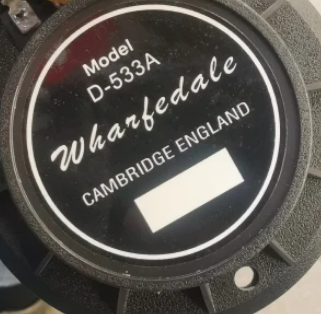 Model
D-533A
Wharfedale
CAMBRIDGE ENGLAND